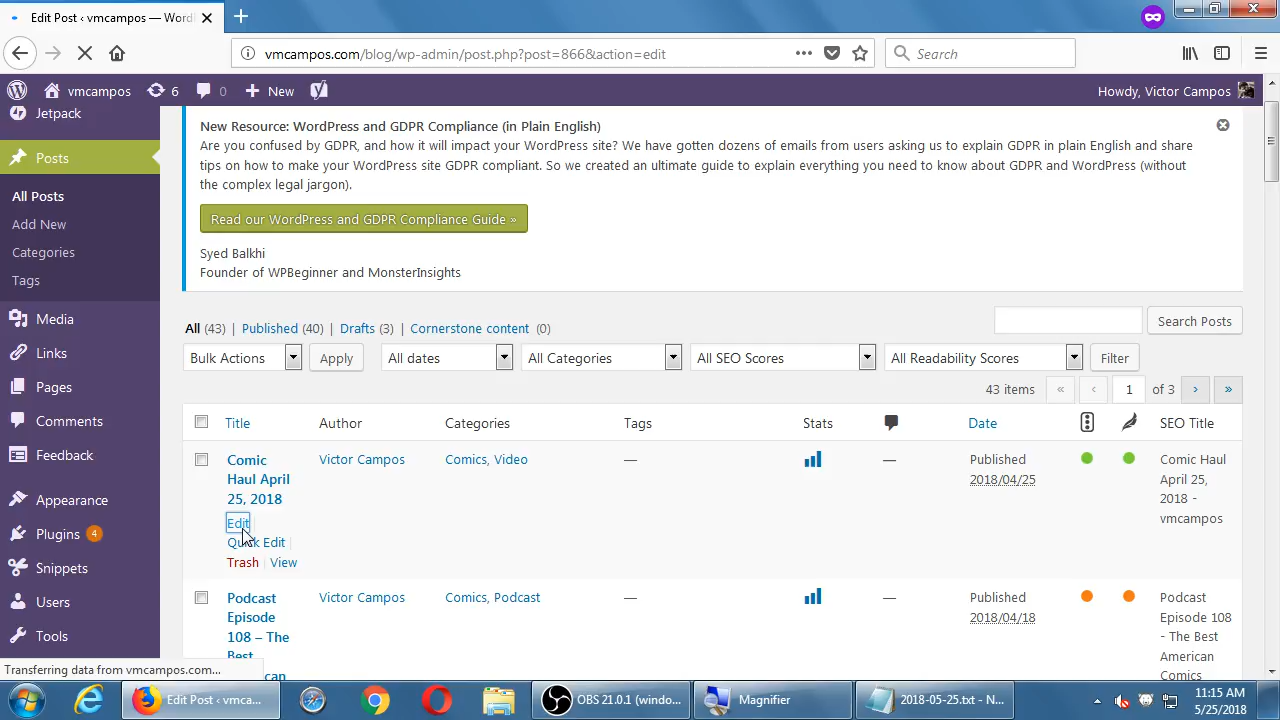 Edit Post ‹ vmcampos — Word
vmcampos.com/blog/wp-admin/post.php?post=866&action=edit
Search
vmcampos
6
0
New
Howdy, Victor Campos
Jetpack
Posts
All Posts
Add New
Categories
Tags
Media
Links
Pages
Comments
Feedback
Appearance
Plugins 4
Snippets
Users
Tools
New Resource: WordPress and GDPR Compliance (in Plain English)
Are you confused by GDPR, and how it will impact your WordPress site? We have gotten dozens of emails from users asking us to explain GDPR in plain English and share
tips on how to make your WordPress site GDPR compliant. So we created an ultimate guide to explain everything you need to know about GDPR and WordPress (without
the complex legal jargon).
Read our WordPress and GDPR Compliance Guide »
Syed Balkhi
Founder of WPBeginner and MonsterInsights
All (43) | Published (40) | Drafts (3) | Cornerstone content (0)
Search Posts
Bulk Actions
Apply
All dates
All Categories
All SEO Scores
All Readability Scores
Filter
43 items « ‹ 1 of 3 › »
Title Author Categories Tags Stats Date SEO Title
Comic
Haul April
25, 2018
Edit |
Quick Edit |
Trash | View
Victor Campos
Comics, Video
—
—
Published
2018/04/25
Comic Haul
April 25,
2018 -
vmcampos
Podcast
Episode
108 – The
Best
Victor Campos
Comics, Podcast
—
—
Published
2018/04/18
Podcast
Episode 108
- The Best
American
Comics
Transferring data from vmcampos.com...
Edit Post ‹ vmca...
OBS 21.0.1 (windo...
Magnifier
2018-05-25.txt - N...
11:15 AM
5/25/2018